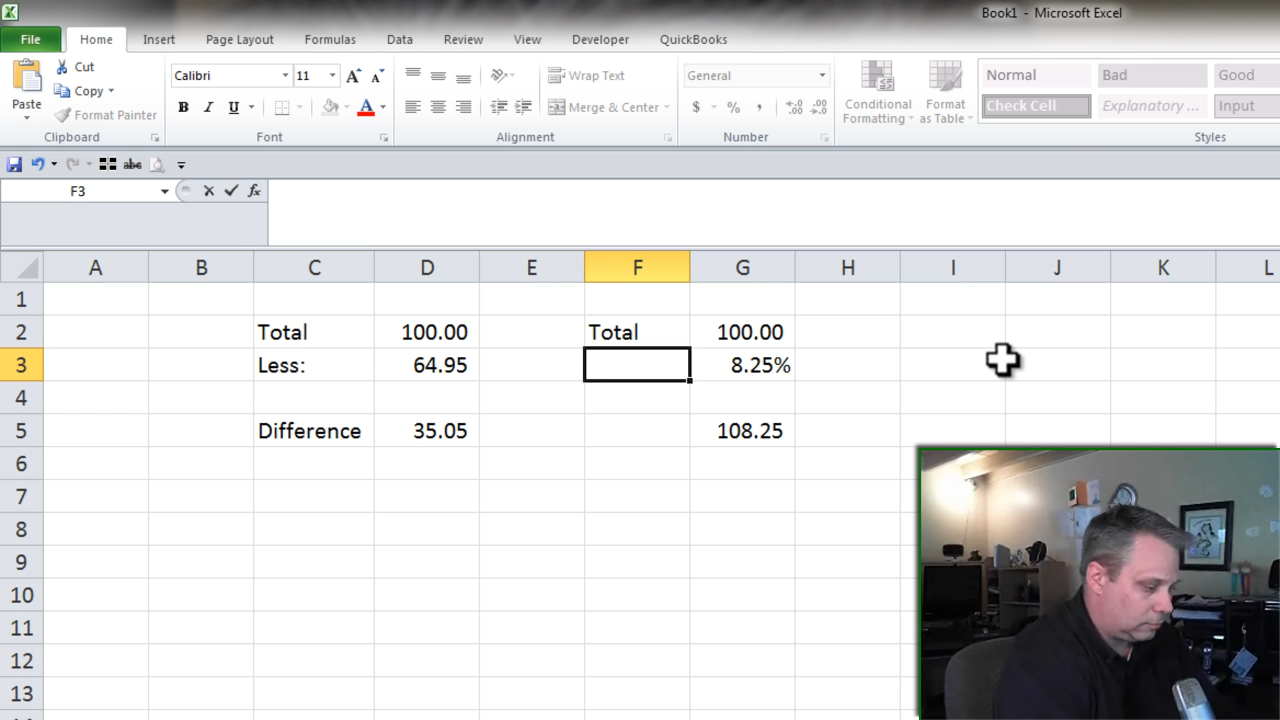 Book1 - Microsoft Excel
File Home Insert Page Layout Formulas Data Review View Developer QuickBooks
Paste Cut Copy Format Painter
Calibri 11 A A
B I U A
Wrap Text
Merge & Center
General
$ % ,
Conditional Formatting
Format as Table
Normal Bad Good
Check Cell Explanatory ... Input
Clipboard Font Alignment Number Styles
abc
F3 fx
A B C D E F G H I J K L
1
2 Total 100.00 Total 100.00
3 Less: 64.95 8.25%
4
5 Difference 35.05 108.25
6
7
8
9
10
11
12
13